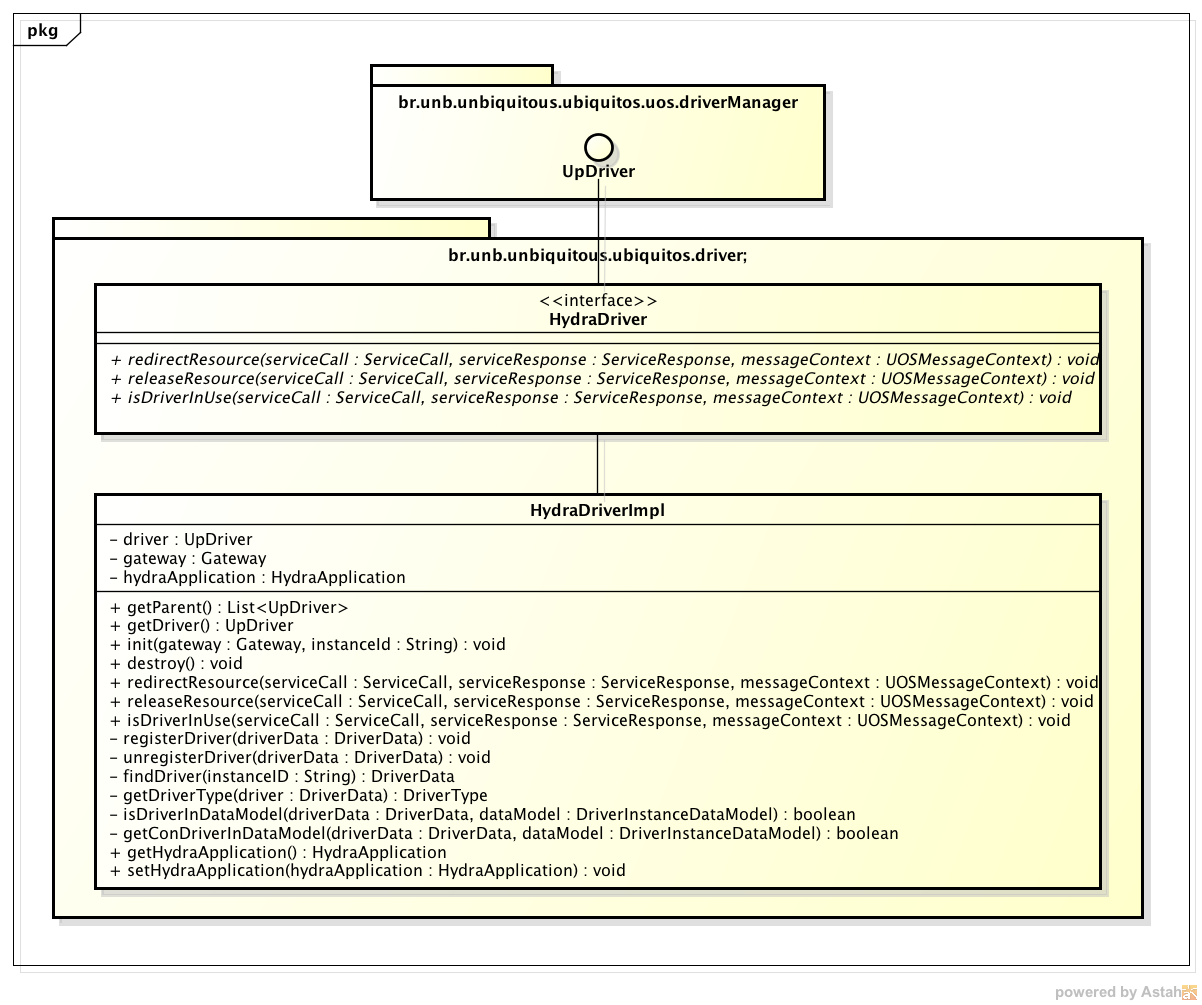 pkg
br.unb.unbiquitous.ubiquitos.uos.driverManager
UpDriver
br.unb.unbiquitous.ubiquitos.driver;
<<interface>>
HydraDriver
+ redirectResource(serviceCall : ServiceCall, serviceResponse : ServiceResponse, messageContext : UOSMessageContext) : void
+ releaseResource(serviceCall : ServiceCall, serviceResponse : ServiceResponse, messageContext : UOSMessageContext) : void
+ isDriverInUse(serviceCall : ServiceCall, serviceResponse : ServiceResponse, messageContext : UOSMessageContext) : void
HydraDriverImpl
- driver : UpDriver
- gateway : Gateway
- hydraApplication : HydraApplication
+ getParent() : List<UpDriver>
+ getDriver() : UpDriver
+ init(gateway : Gateway, instanceId : String) : void
+ destroy() : void
+ redirectResource(serviceCall : ServiceCall, serviceResponse : ServiceResponse, messageContext : UOSMessageContext) : void
+ releaseResource(serviceCall : ServiceCall, serviceResponse : ServiceResponse, messageContext : UOSMessageContext) : void
+ isDriverInUse(serviceCall : ServiceCall, serviceResponse : ServiceResponse, messageContext : UOSMessageContext) : void
- registerDriver(driverData : DriverData) : void
- unregisterDriver(driverData : DriverData) : void
- findDriver(instanceID : String) : DriverData
- getDriverType(driver : DriverData) : DriverType
- isDriverInDataModel(driverData : DriverData, dataModel : DriverInstanceDataModel) : boolean
- getConDriverInDataModel(driverData : DriverData, dataModel : DriverInstanceDataModel) : boolean
+ getHydraApplication() : HydraApplication
+ setHydraApplication(hydraApplication : HydraApplication) : void
powered by Astah